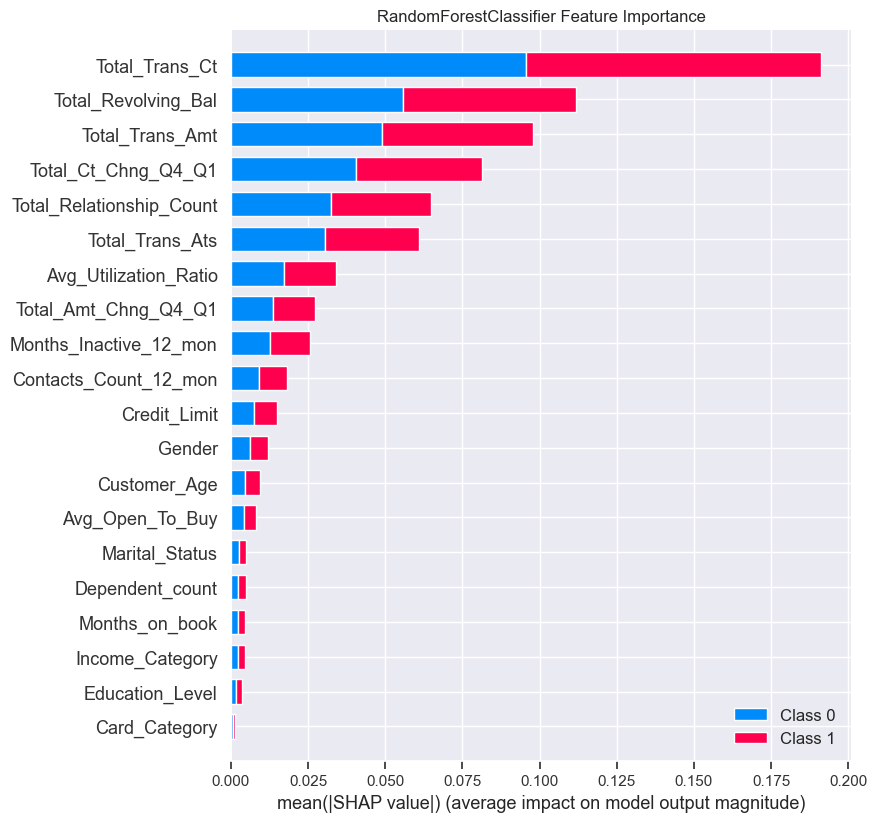 RandomForestClassifier Feature Importance
Total_Trans_Ct
Total_Revolving_Bal
Total_Trans_Amt
Total_Ct_Chng_Q4_Q1
Total_Relationship_Count
Total_Trans_Ats
Avg_Utilization_Ratio
Total_Amt_Chng_Q4_Q1
Months_Inactive_12_mon
Contacts_Count_12_mon
Credit_Limit
Gender
Customer_Age
Avg_Open_To_Buy
Marital_Status
Dependent_count
Months_on_book
Income_Category
Education_Level
Card_Category
Class 0
Class 1
0.000 0.025 0.050 0.075 0.100 0.125 0.150 0.175 0.200
mean(|SHAP value|) (average impact on model output magnitude)